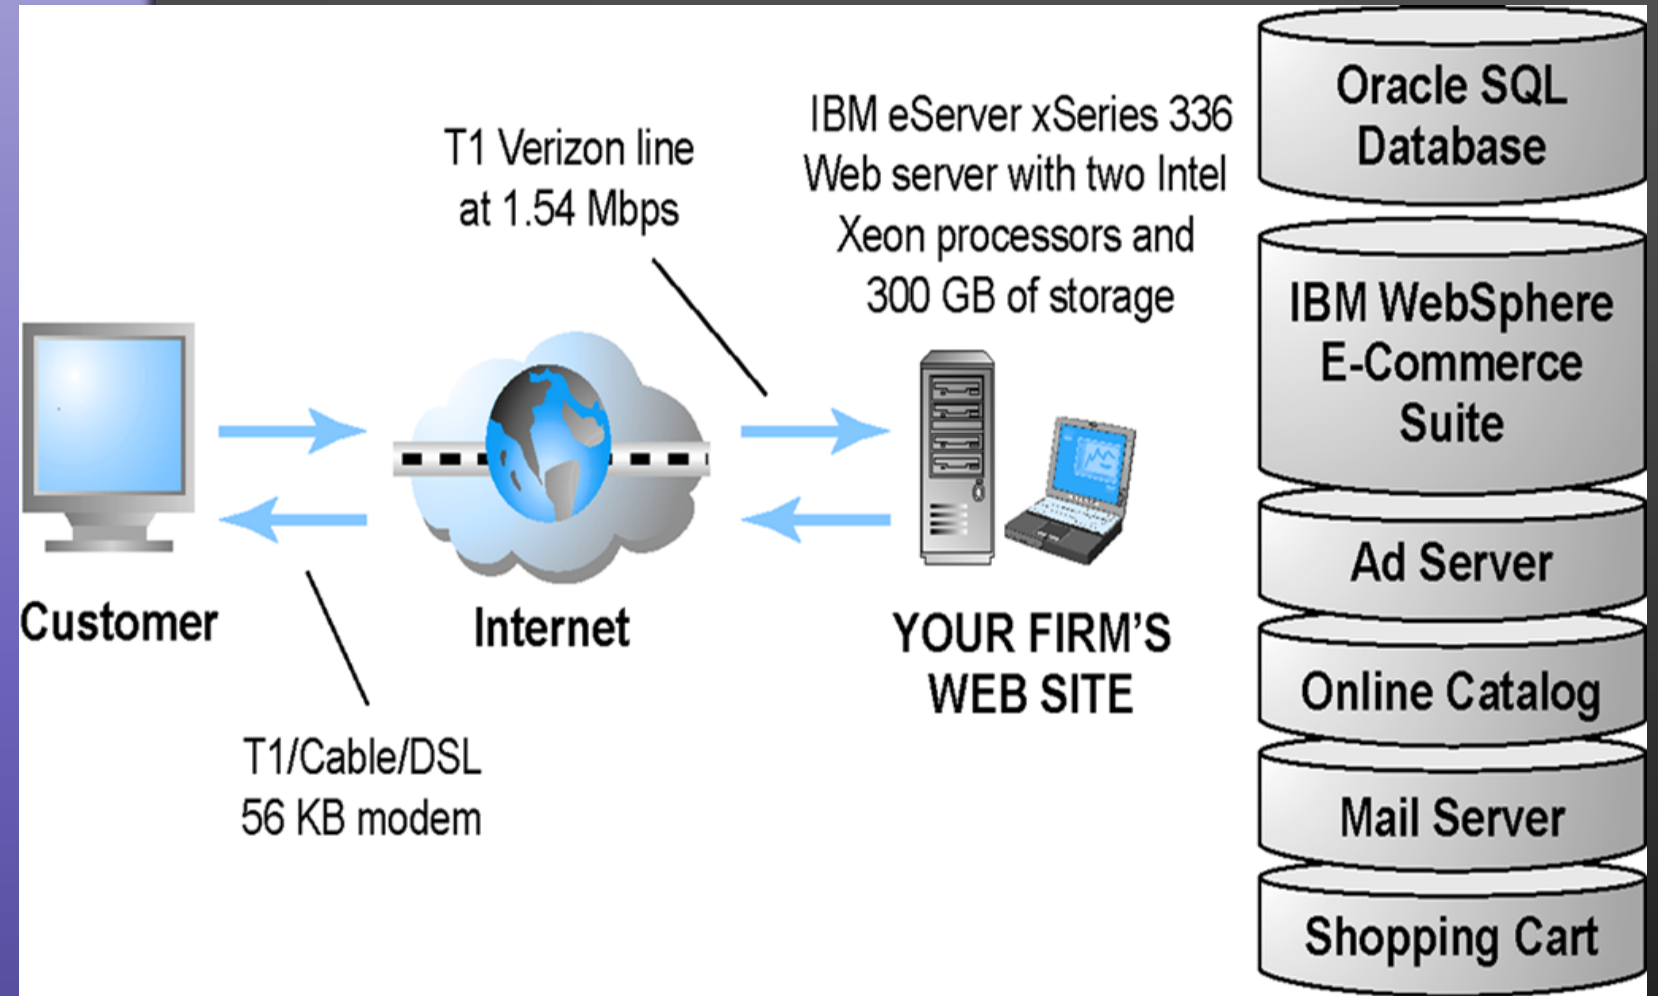 T1 Verizon line
at 1.54 Mbps
IBM eServer xSeries 336
Web server with two Intel
Xeon processors and
300 GB of storage
Customer
Internet
YOUR FIRM'S
WEB SITE
T1/Cable/DSL
56 KB modem
Oracle SQL
Database
IBM WebSphere
E-Commerce
Suite
Ad Server
Online Catalog
Mail Server
Shopping Cart